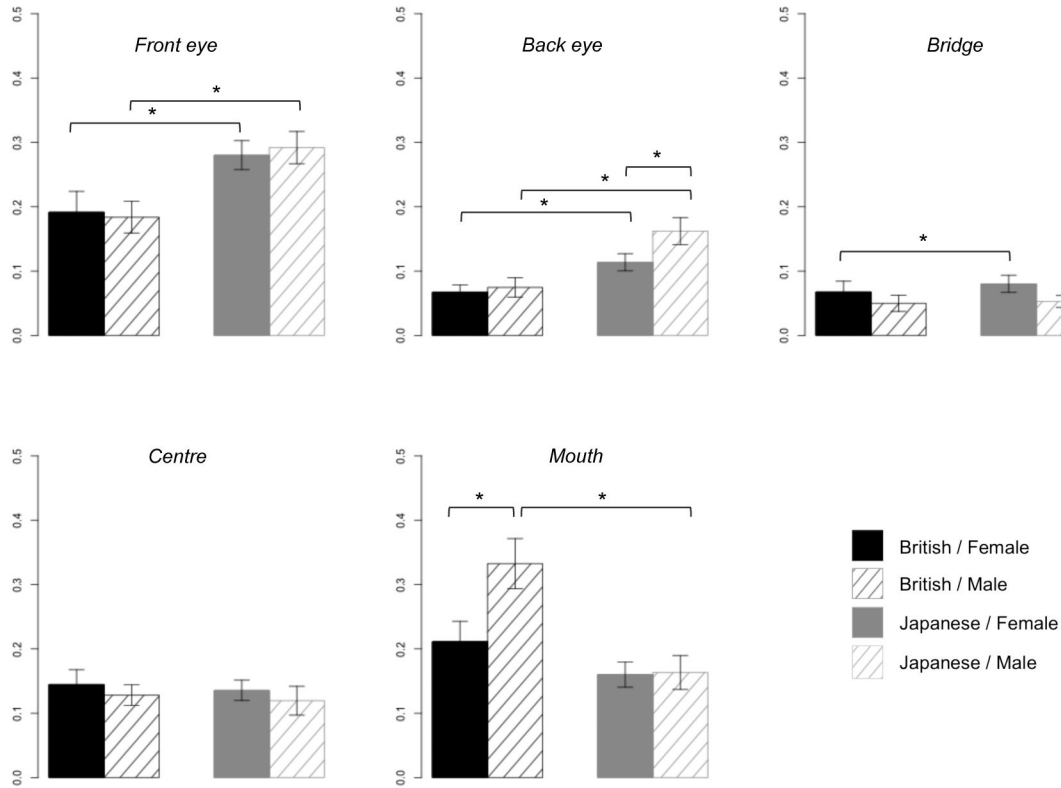 Front eye
0.0 0.1 0.2 0.3 0.4 0.5
*
*
Back eye
0.0 0.1 0.2 0.3 0.4 0.5
*
*
*
Bridge
0.0 0.1 0.2 0.3 0.4 0.5
*
Centre
0.0 0.1 0.2 0.3 0.4 0.5
Mouth
0.0 0.1 0.2 0.3 0.4 0.5
* *
British / Female
British / Male
Japanese / Female
Japanese / Male